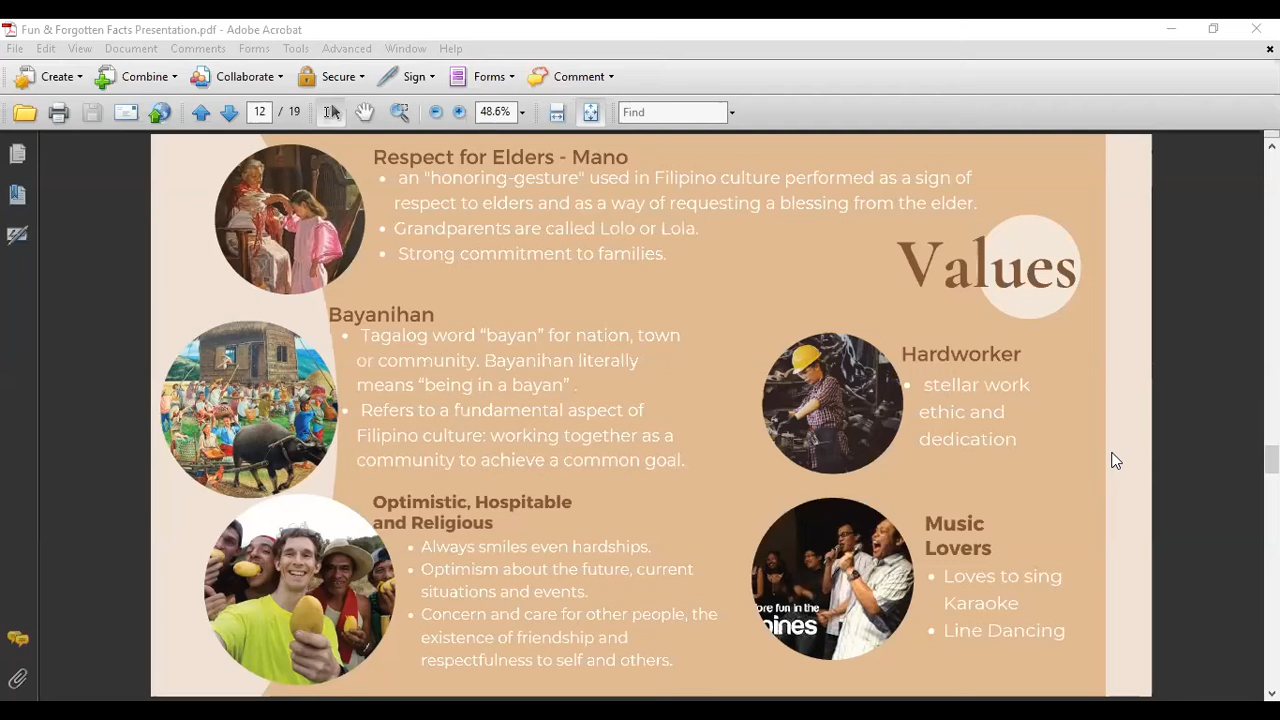 Fun & Forgotten Facts Presentation.pdf - Adobe Acrobat
File Edit View Document Comments Forms Tools Advanced Window Help
Create Combine Collaborate Secure Sign Forms Comment
12 / 19 48.6% Find
Respect for Elders - Mano
• an "honoring-gesture" used in Filipino culture performed as a sign of
respect to elders and as a way of requesting a blessing from the elder.
• Grandparents are called Lolo or Lola.
• Strong commitment to families.
Values
Bayanihan
• Tagalog word “bayan” for nation, town
or community. Bayanihan literally
means “being in a bayan” .
• Refers to a fundamental aspect of
Filipino culture: working together as a
community to achieve a common goal.
Hardworker
• stellar work
ethic and
dedication
Optimistic, Hospitable
and Religious
• Always smiles even hardships.
• Optimism about the future, current
situations and events.
• Concern and care for other people, the
existence of friendship and
respectfulness to self and others.
Music
Lovers
• Loves to sing
Karaoke
• Line Dancing
ore fun in the
pines